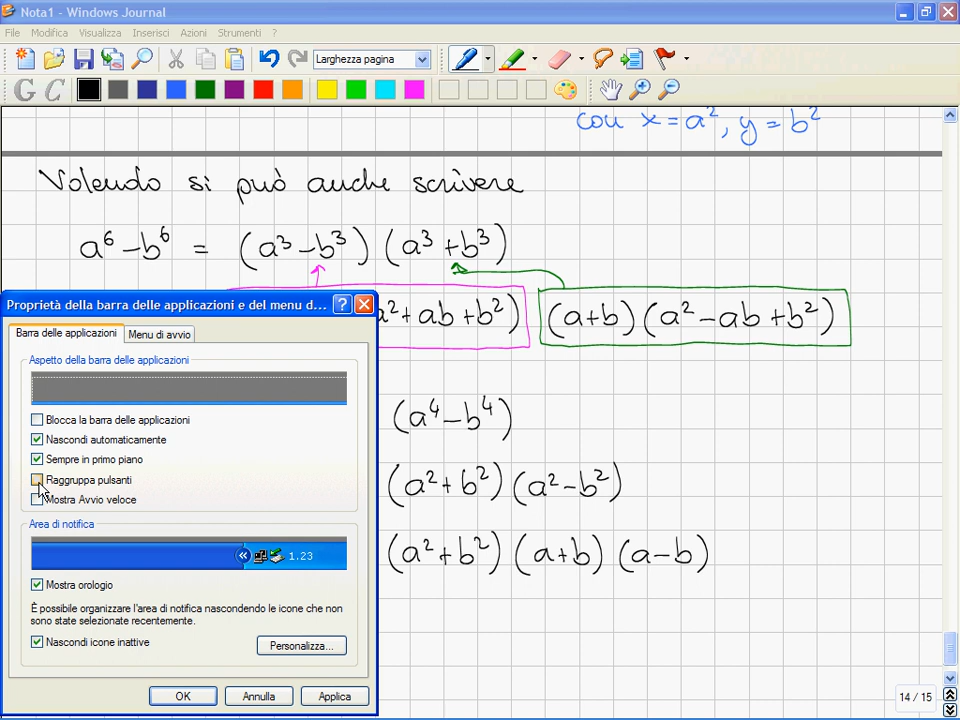 Nota1 - Windows Journal
File Modifica Visualizza Inserisci Azioni Strumenti ?
Larghezza pagina
G C
con x = a², y = b²
Volendo si può anche scrivere
a⁶ - b⁶ = (a³ - b³) (a³ + b³)
a² + ab + b²) (a+b) (a² - ab + b²)
(a⁴ - b⁴)
(a² + b²) (a² - b²)
(a² + b²) (a+b) (a-b)
Proprietà della barra delle applicazioni e del menu d...
Barra delle applicazioni Menu di avvio
Aspetto della barra delle applicazioni
Blocca la barra delle applicazioni
Nascondi automaticamente
Sempre in primo piano
Raggruppa pulsanti
Mostra Avvio veloce
Area di notifica
« 1.23
Mostra orologio
È possibile organizzare l'area di notifica nascondendo le icone che non
sono state selezionate recentemente.
Nascondi icone inattive Personalizza...
OK Annulla Applica
14 / 15